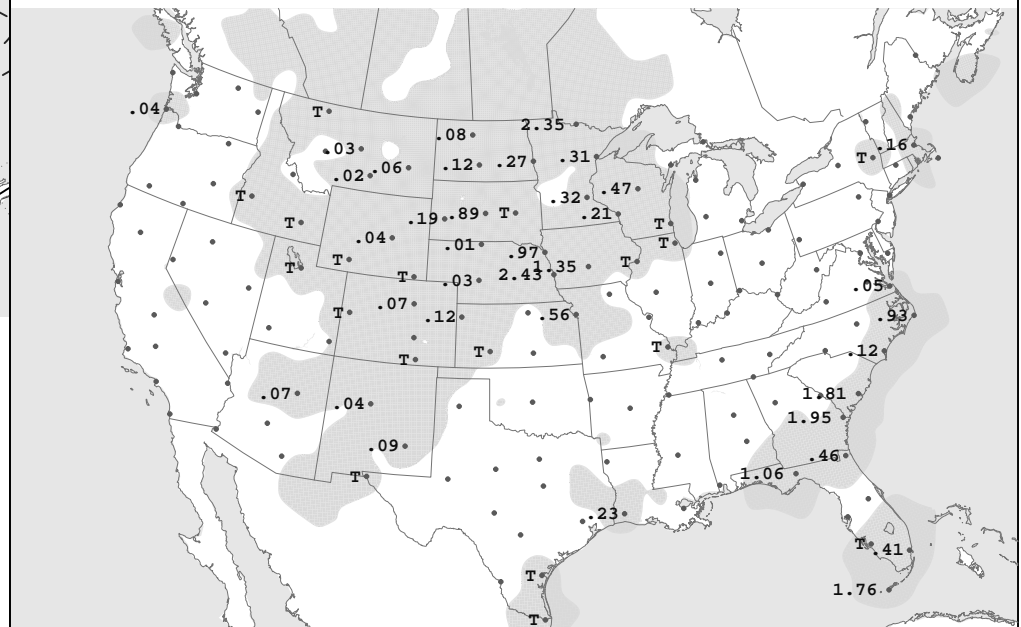 .04
T
.08
2.35
.03
.12
.27
.31
.16
T
.02
.06
T
.32
.47
.19
.89
T
.21
T
T
.04
.01
T
.97
T
T
T
2.43
1.35
T
.03
.05
T
.07
.12
.56
.93
T
T
T
.12
.07
.04
1.81
1.95
.09
.46
T
1.06
.23
T
.41
T
1.76
T